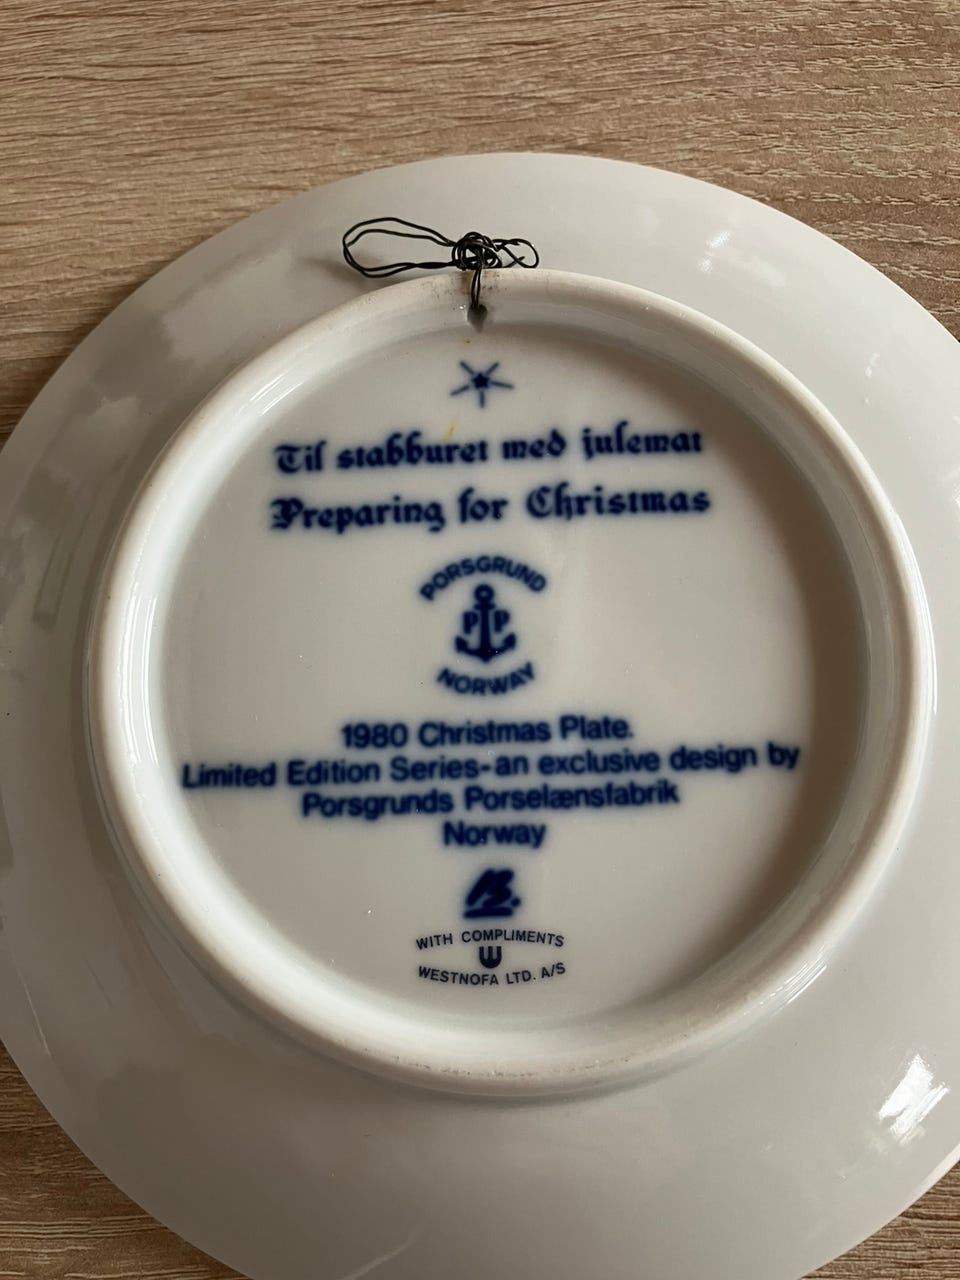 Til stabburet med julemat
Preparing for Christmas
PORSGRUND
P P
NORWAY
1980 Christmas Plate.
Limited Edition Series-an exclusive design by
Porsgrunds Porselænsfabrik
Norway
WITH COMPLIMENTS
W
WESTNOFA LTD. A/S